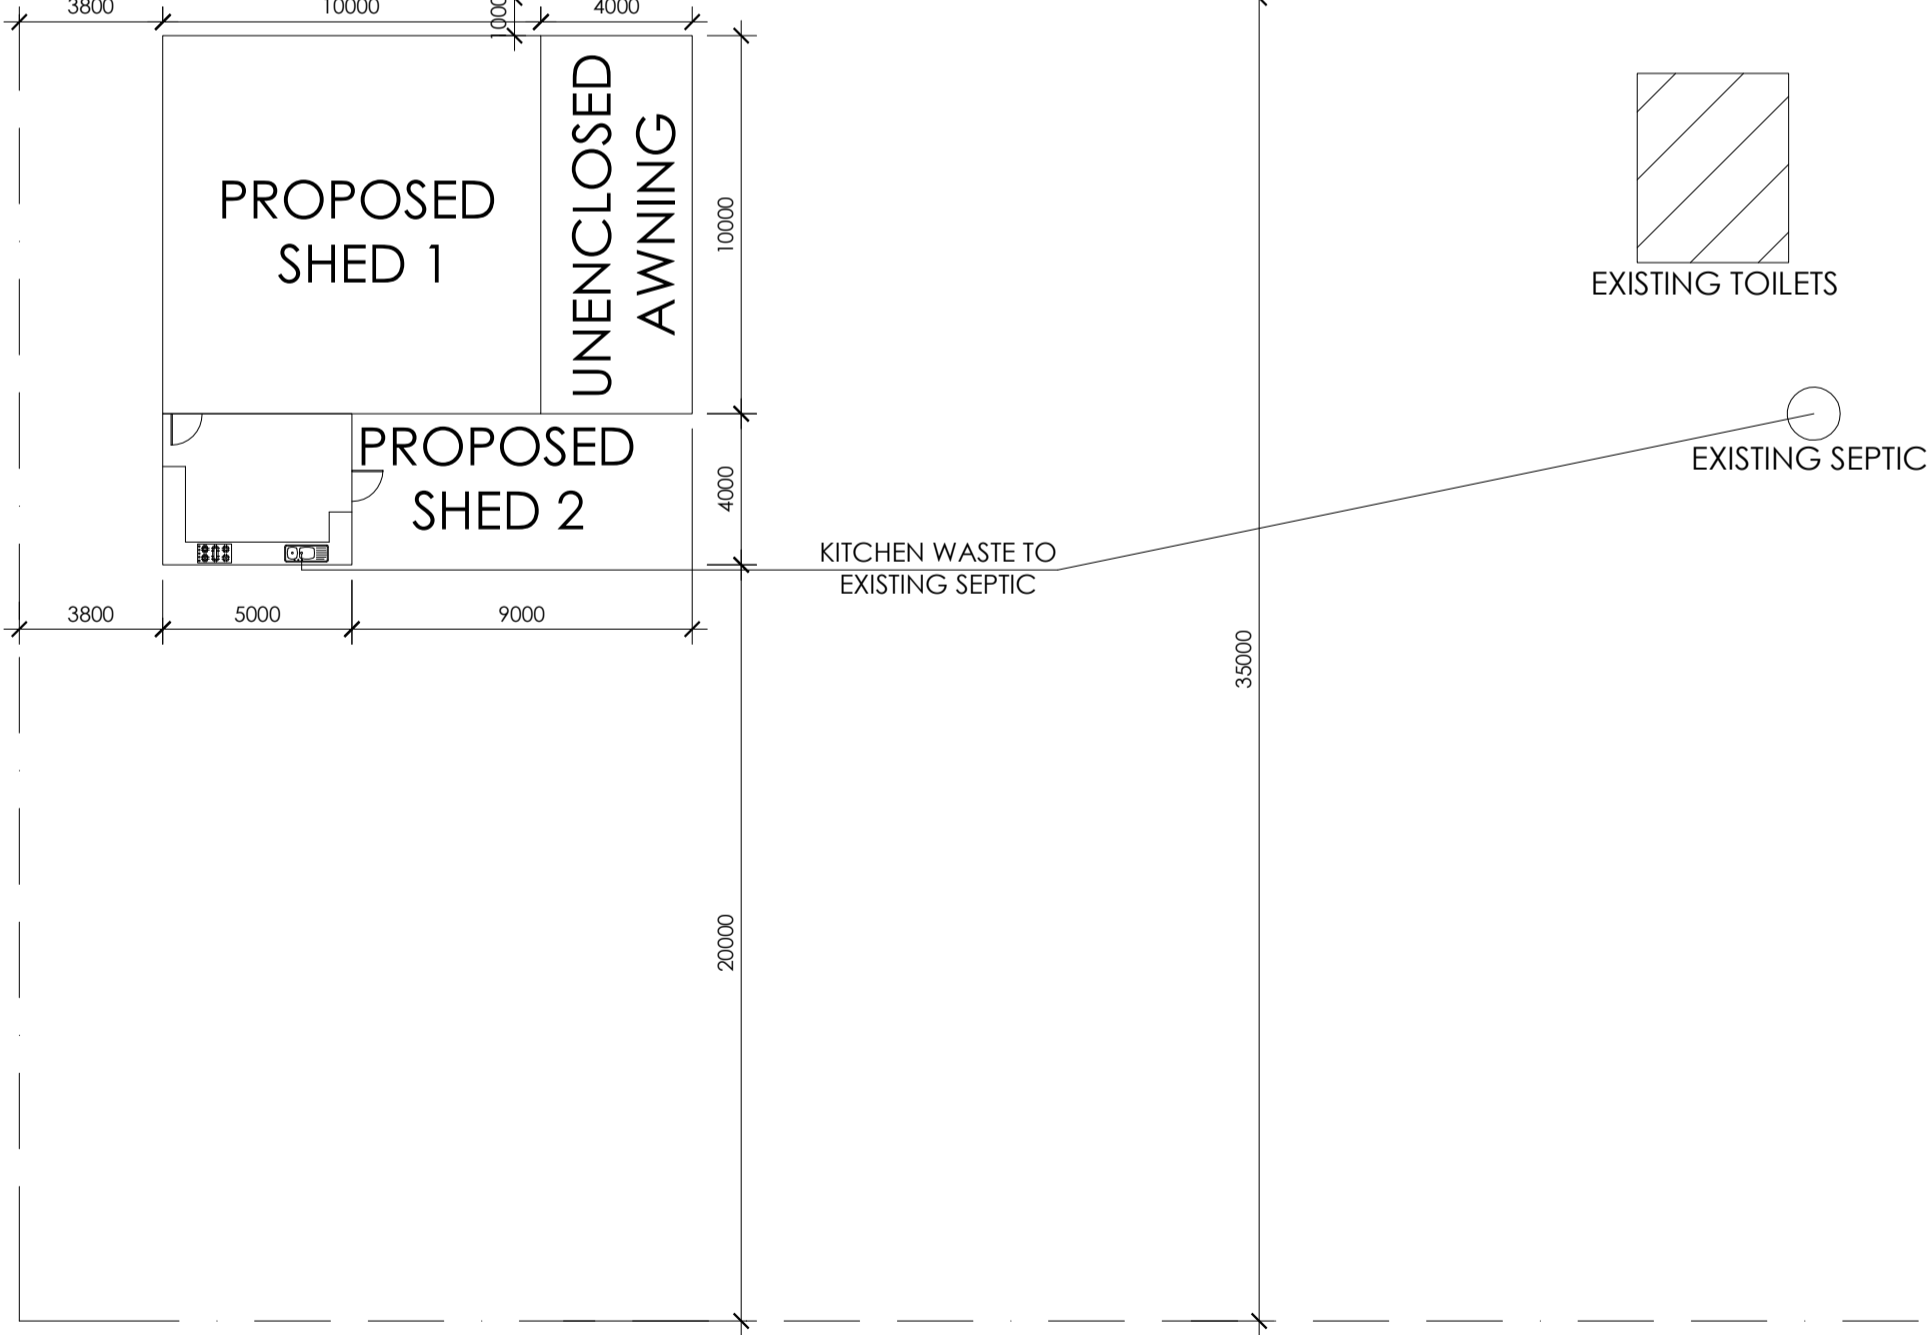 3800
10000
1000
4000
UNENCLOSED
AWNING
PROPOSED
SHED 1
10000
EXISTING TOILETS
PROPOSED
SHED 2
4000
EXISTING SEPTIC
KITCHEN WASTE TO
EXISTING SEPTIC
3800
5000
9000
35000
20000